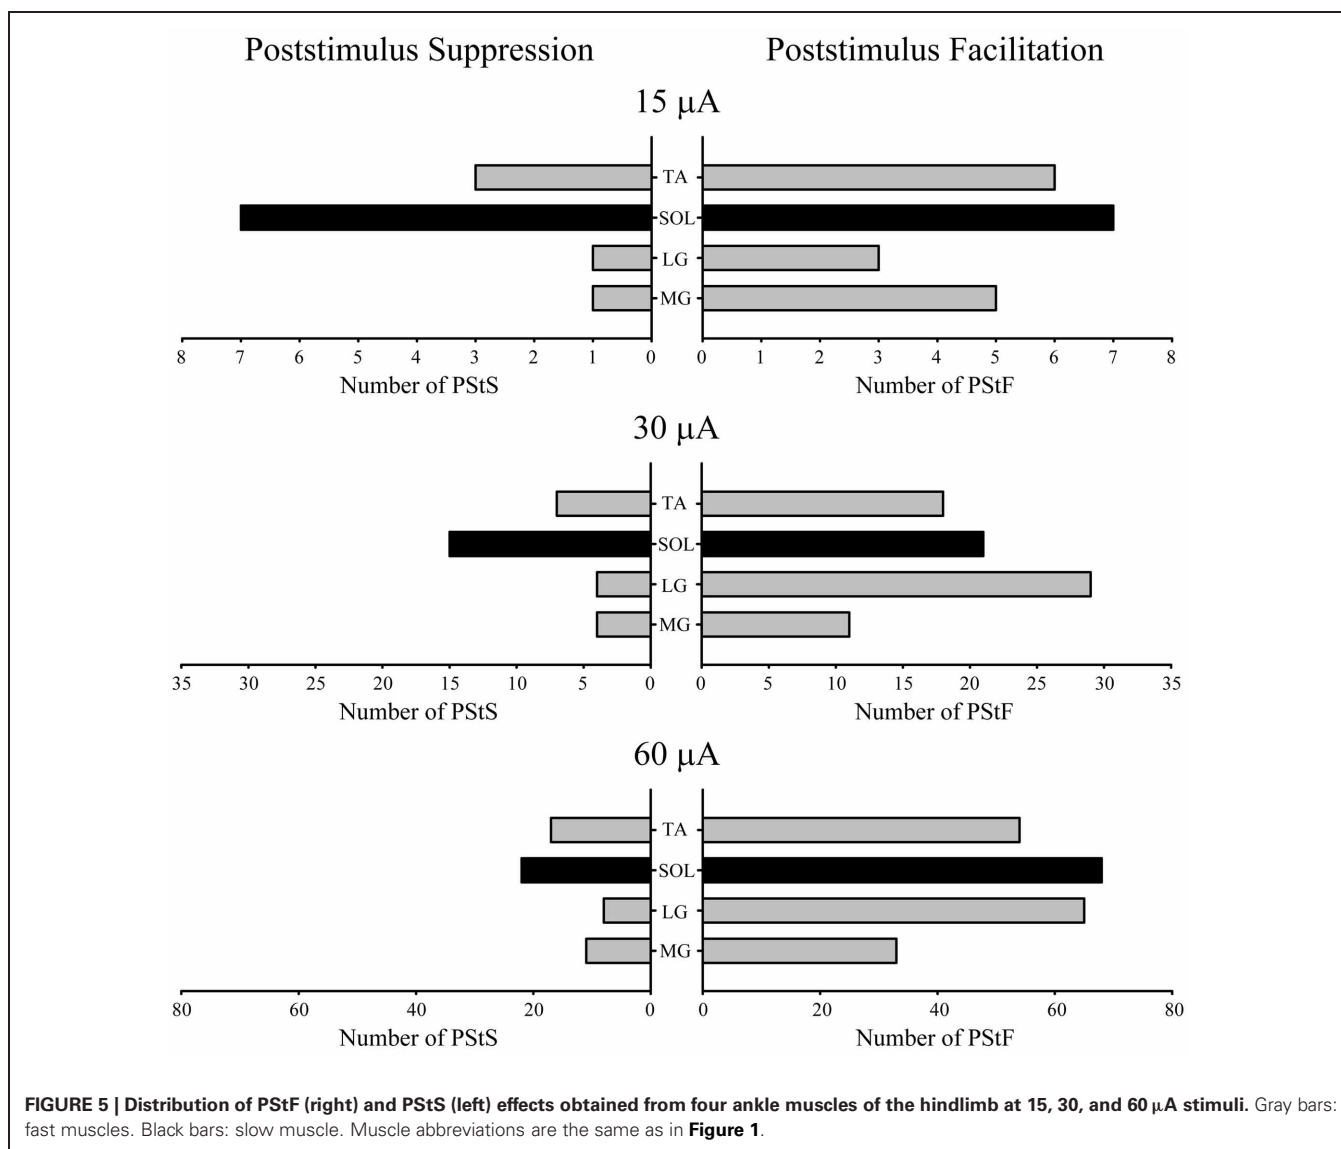 Poststimulus Suppression Poststimulus Facilitation
15 µA
TA
SOL
LG
MG
8 7 6 5 4 3 2 1 0 0 1 2 3 4 5 6 7 8
Number of PStS Number of PStF
30 µA
TA
SOL
LG
MG
35 30 25 20 15 10 5 0 0 5 10 15 20 25 30 35
Number of PStS Number of PStF
60 µA
TA
SOL
LG
MG
80 60 40 20 0 0 20 40 60 80
Number of PStS Number of PStF
FIGURE 5 | Distribution of PStF (right) and PStS (left) effects obtained from four ankle muscles of the hindlimb at 15, 30, and 60 µA stimuli. Gray bars:
fast muscles. Black bars: slow muscle. Muscle abbreviations are the same as in Figure 1.